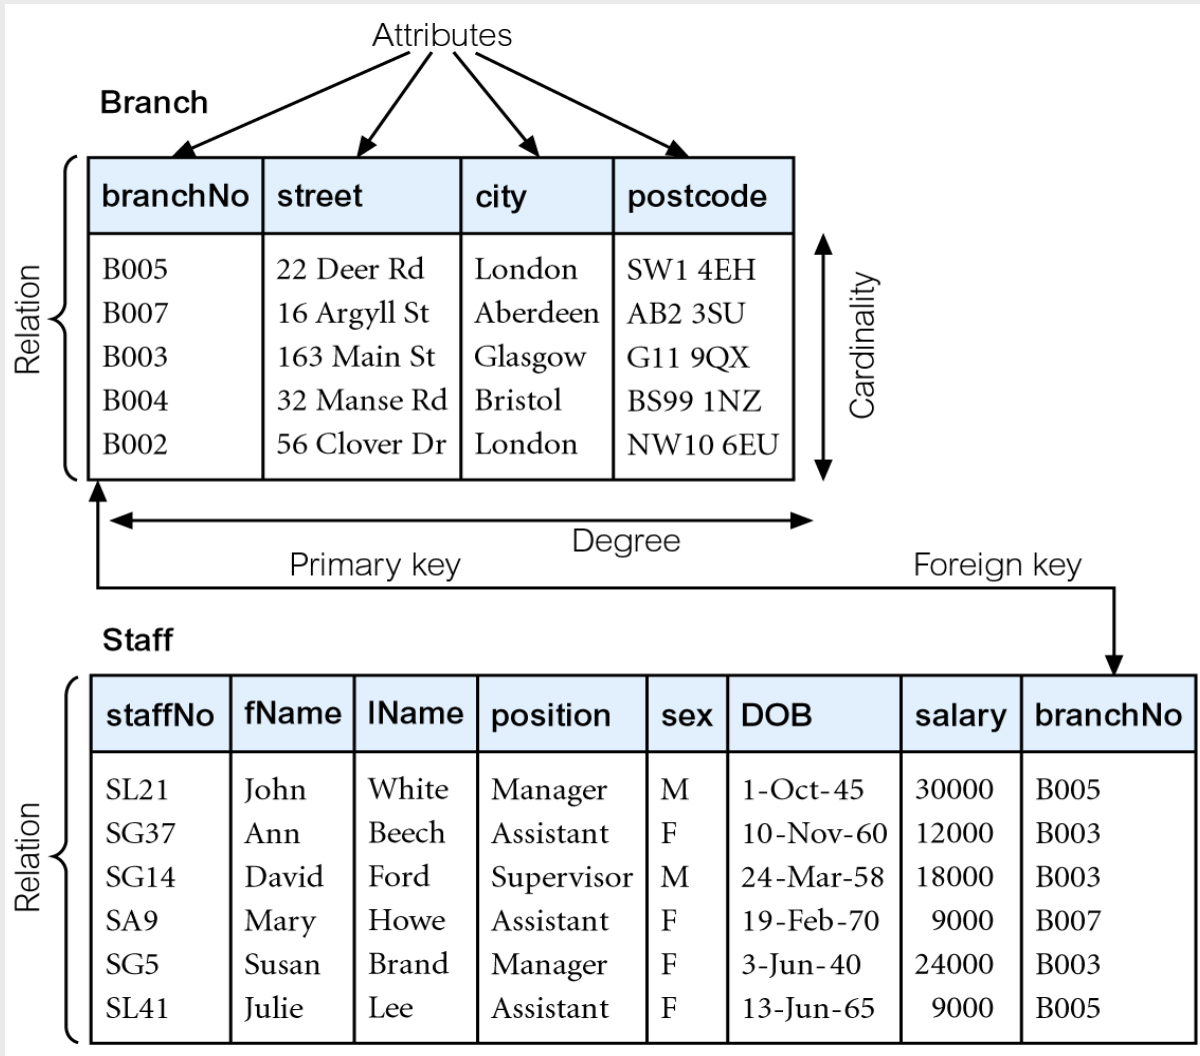 Attributes
Branch
branchNo street city postcode
B005 22 Deer Rd London SW1 4EH
B007 16 Argyll St Aberdeen AB2 3SU
B003 163 Main St Glasgow G11 9QX
B004 32 Manse Rd Bristol BS99 1NZ
B002 56 Clover Dr London NW10 6EU
Relation
Cardinality
Degree
Primary key Foreign key
Staff
staffNo fName lName position sex DOB salary branchNo
SL21 John White Manager M 1-Oct-45 30000 B005
SG37 Ann Beech Assistant F 10-Nov-60 12000 B003
SG14 David Ford Supervisor M 24-Mar-58 18000 B003
SA9 Mary Howe Assistant F 19-Feb-70 9000 B007
SG5 Susan Brand Manager F 3-Jun-40 24000 B003
SL41 Julie Lee Assistant F 13-Jun-65 9000 B005
Relation